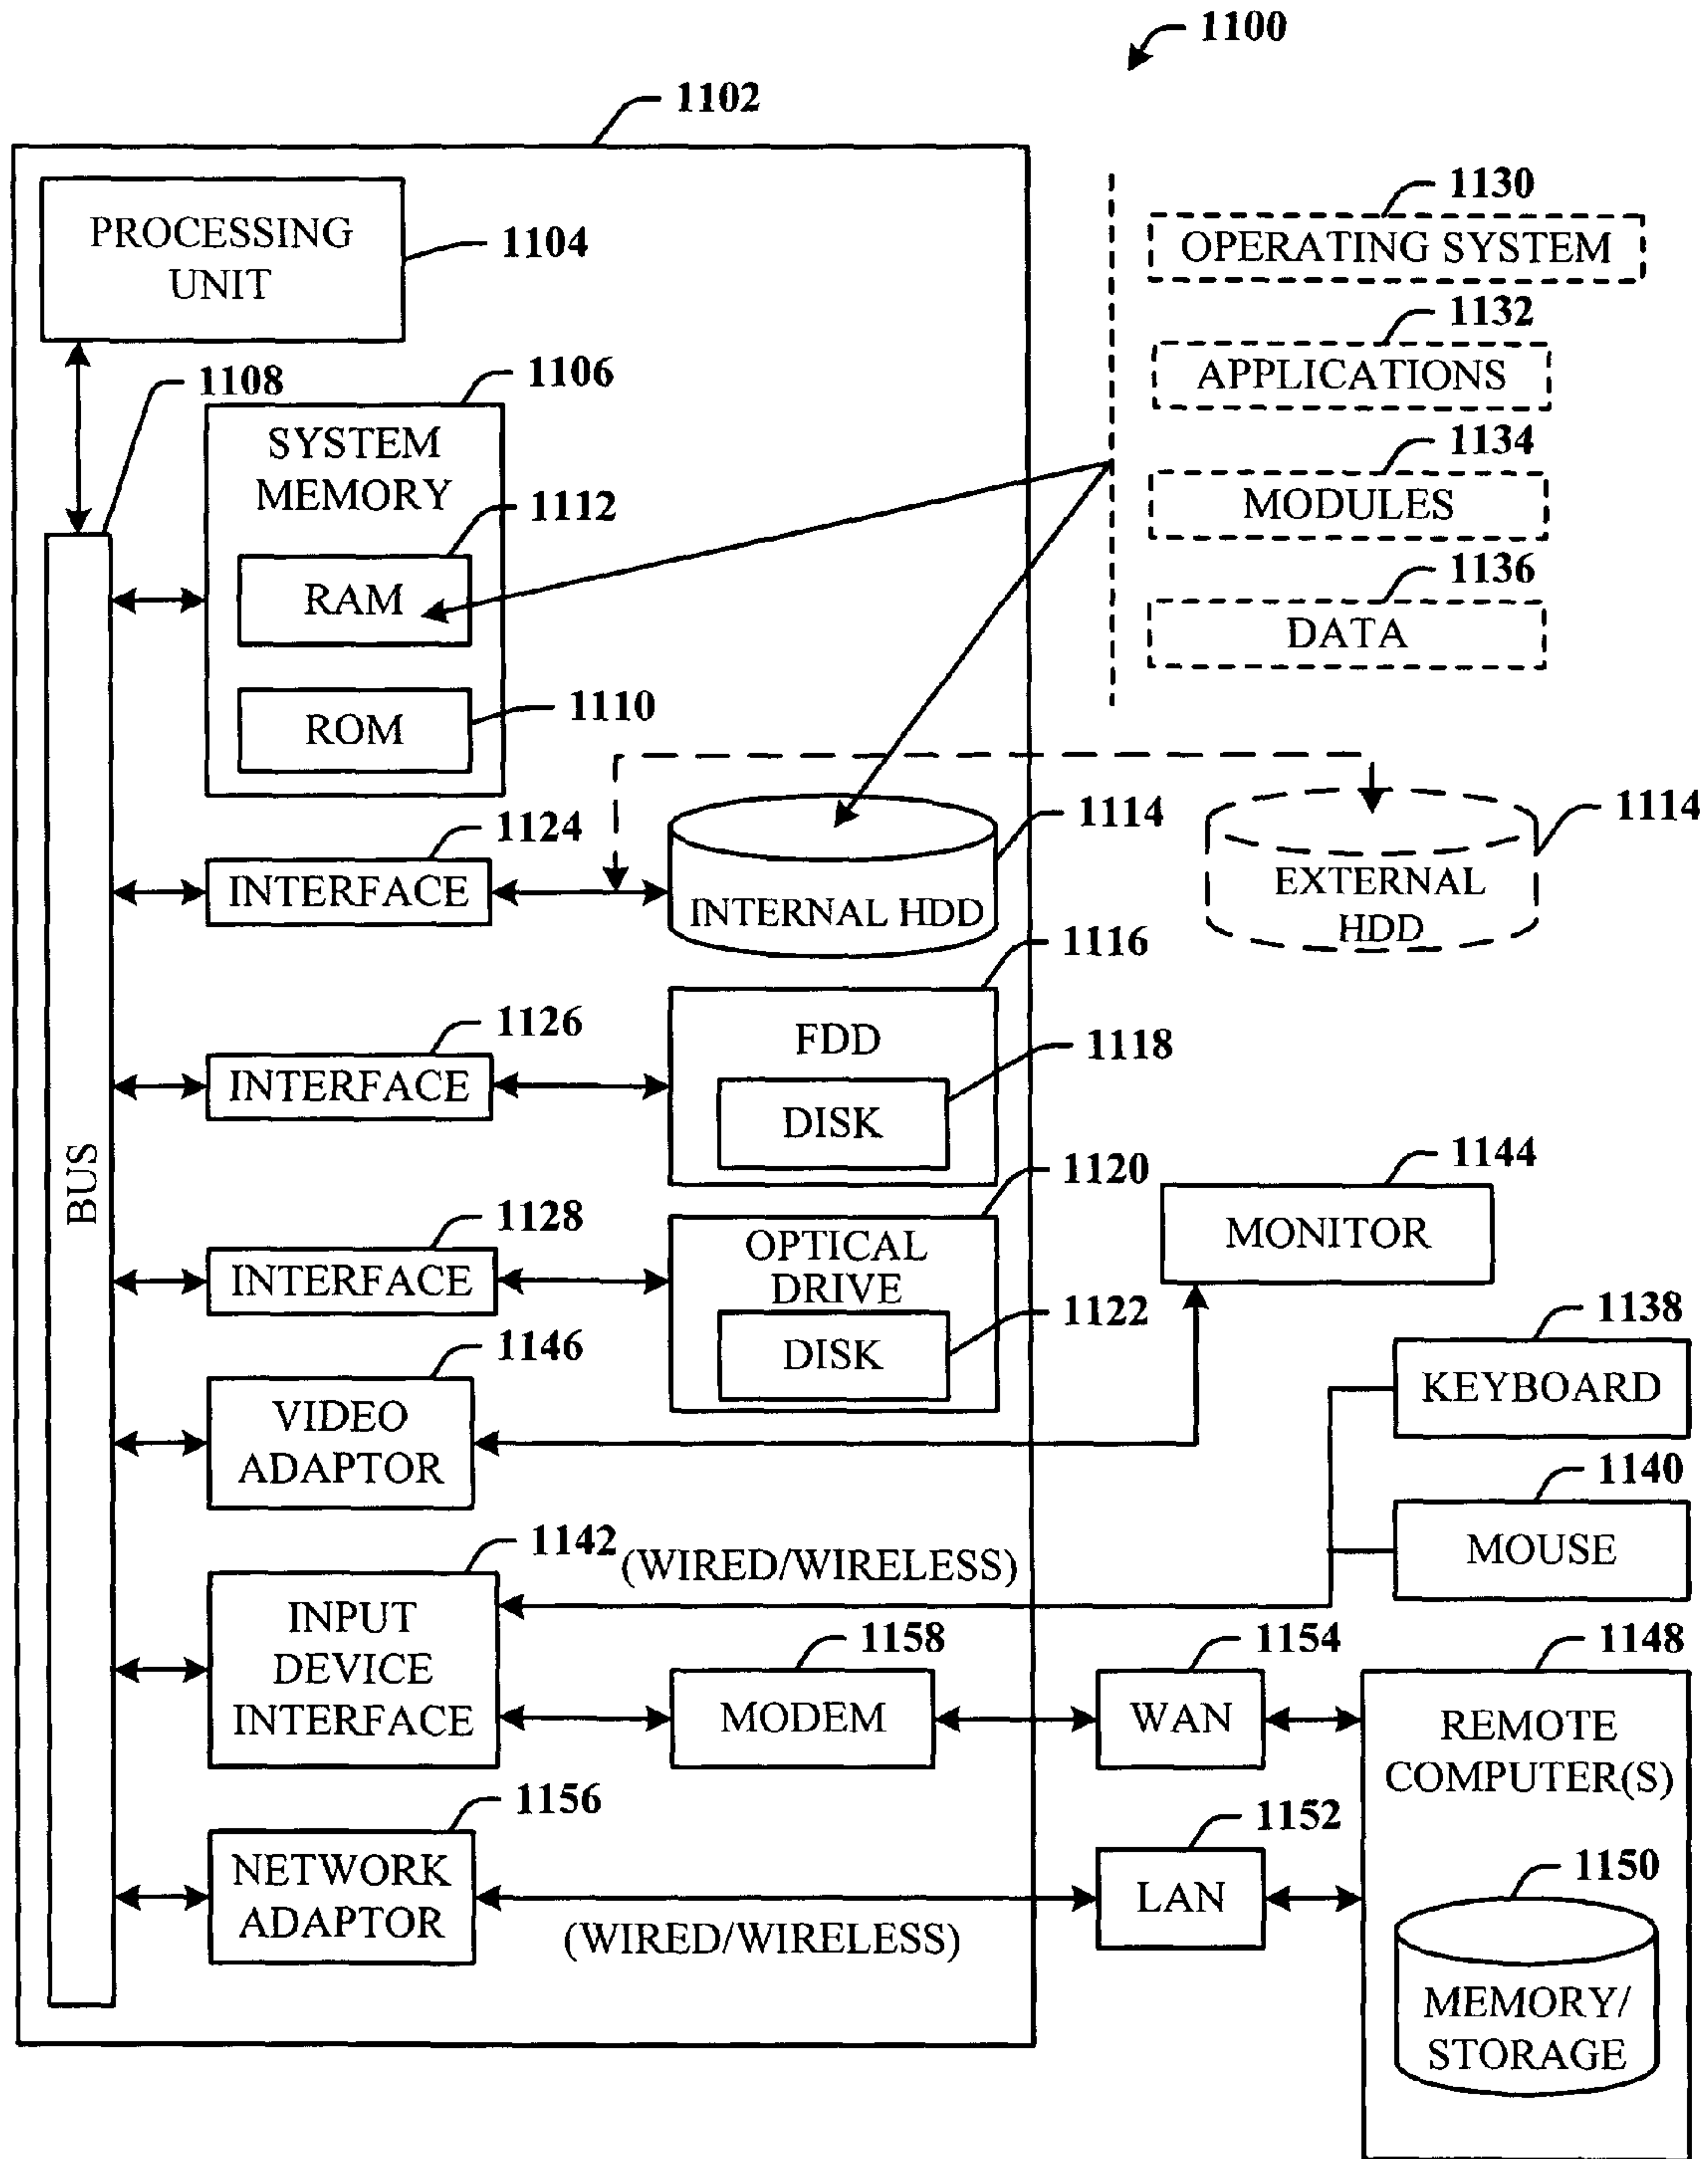 1100
1102
PROCESSING
UNIT
1104
1130
OPERATING SYSTEM
1132
APPLICATIONS
1134
MODULES
1136
DATA
1108
1106
SYSTEM
MEMORY
1112
RAM
1110
ROM
1124
INTERFACE
1114
INTERNAL HDD
1114
EXTERNAL
HDD
1116
FDD
1118
DISK
1126
INTERFACE
BUS
1120
OPTICAL
DRIVE
1122
DISK
1128
INTERFACE
1144
MONITOR
1146
VIDEO
ADAPTOR
1138
KEYBOARD
1140
MOUSE
1142
(WIRED/WIRELESS)
INPUT
DEVICE
INTERFACE
1158
MODEM
1154
WAN
1148
REMOTE
COMPUTER(S)
1156
NETWORK
ADAPTOR
(WIRED/WIRELESS)
1152
LAN
1150
MEMORY/
STORAGE